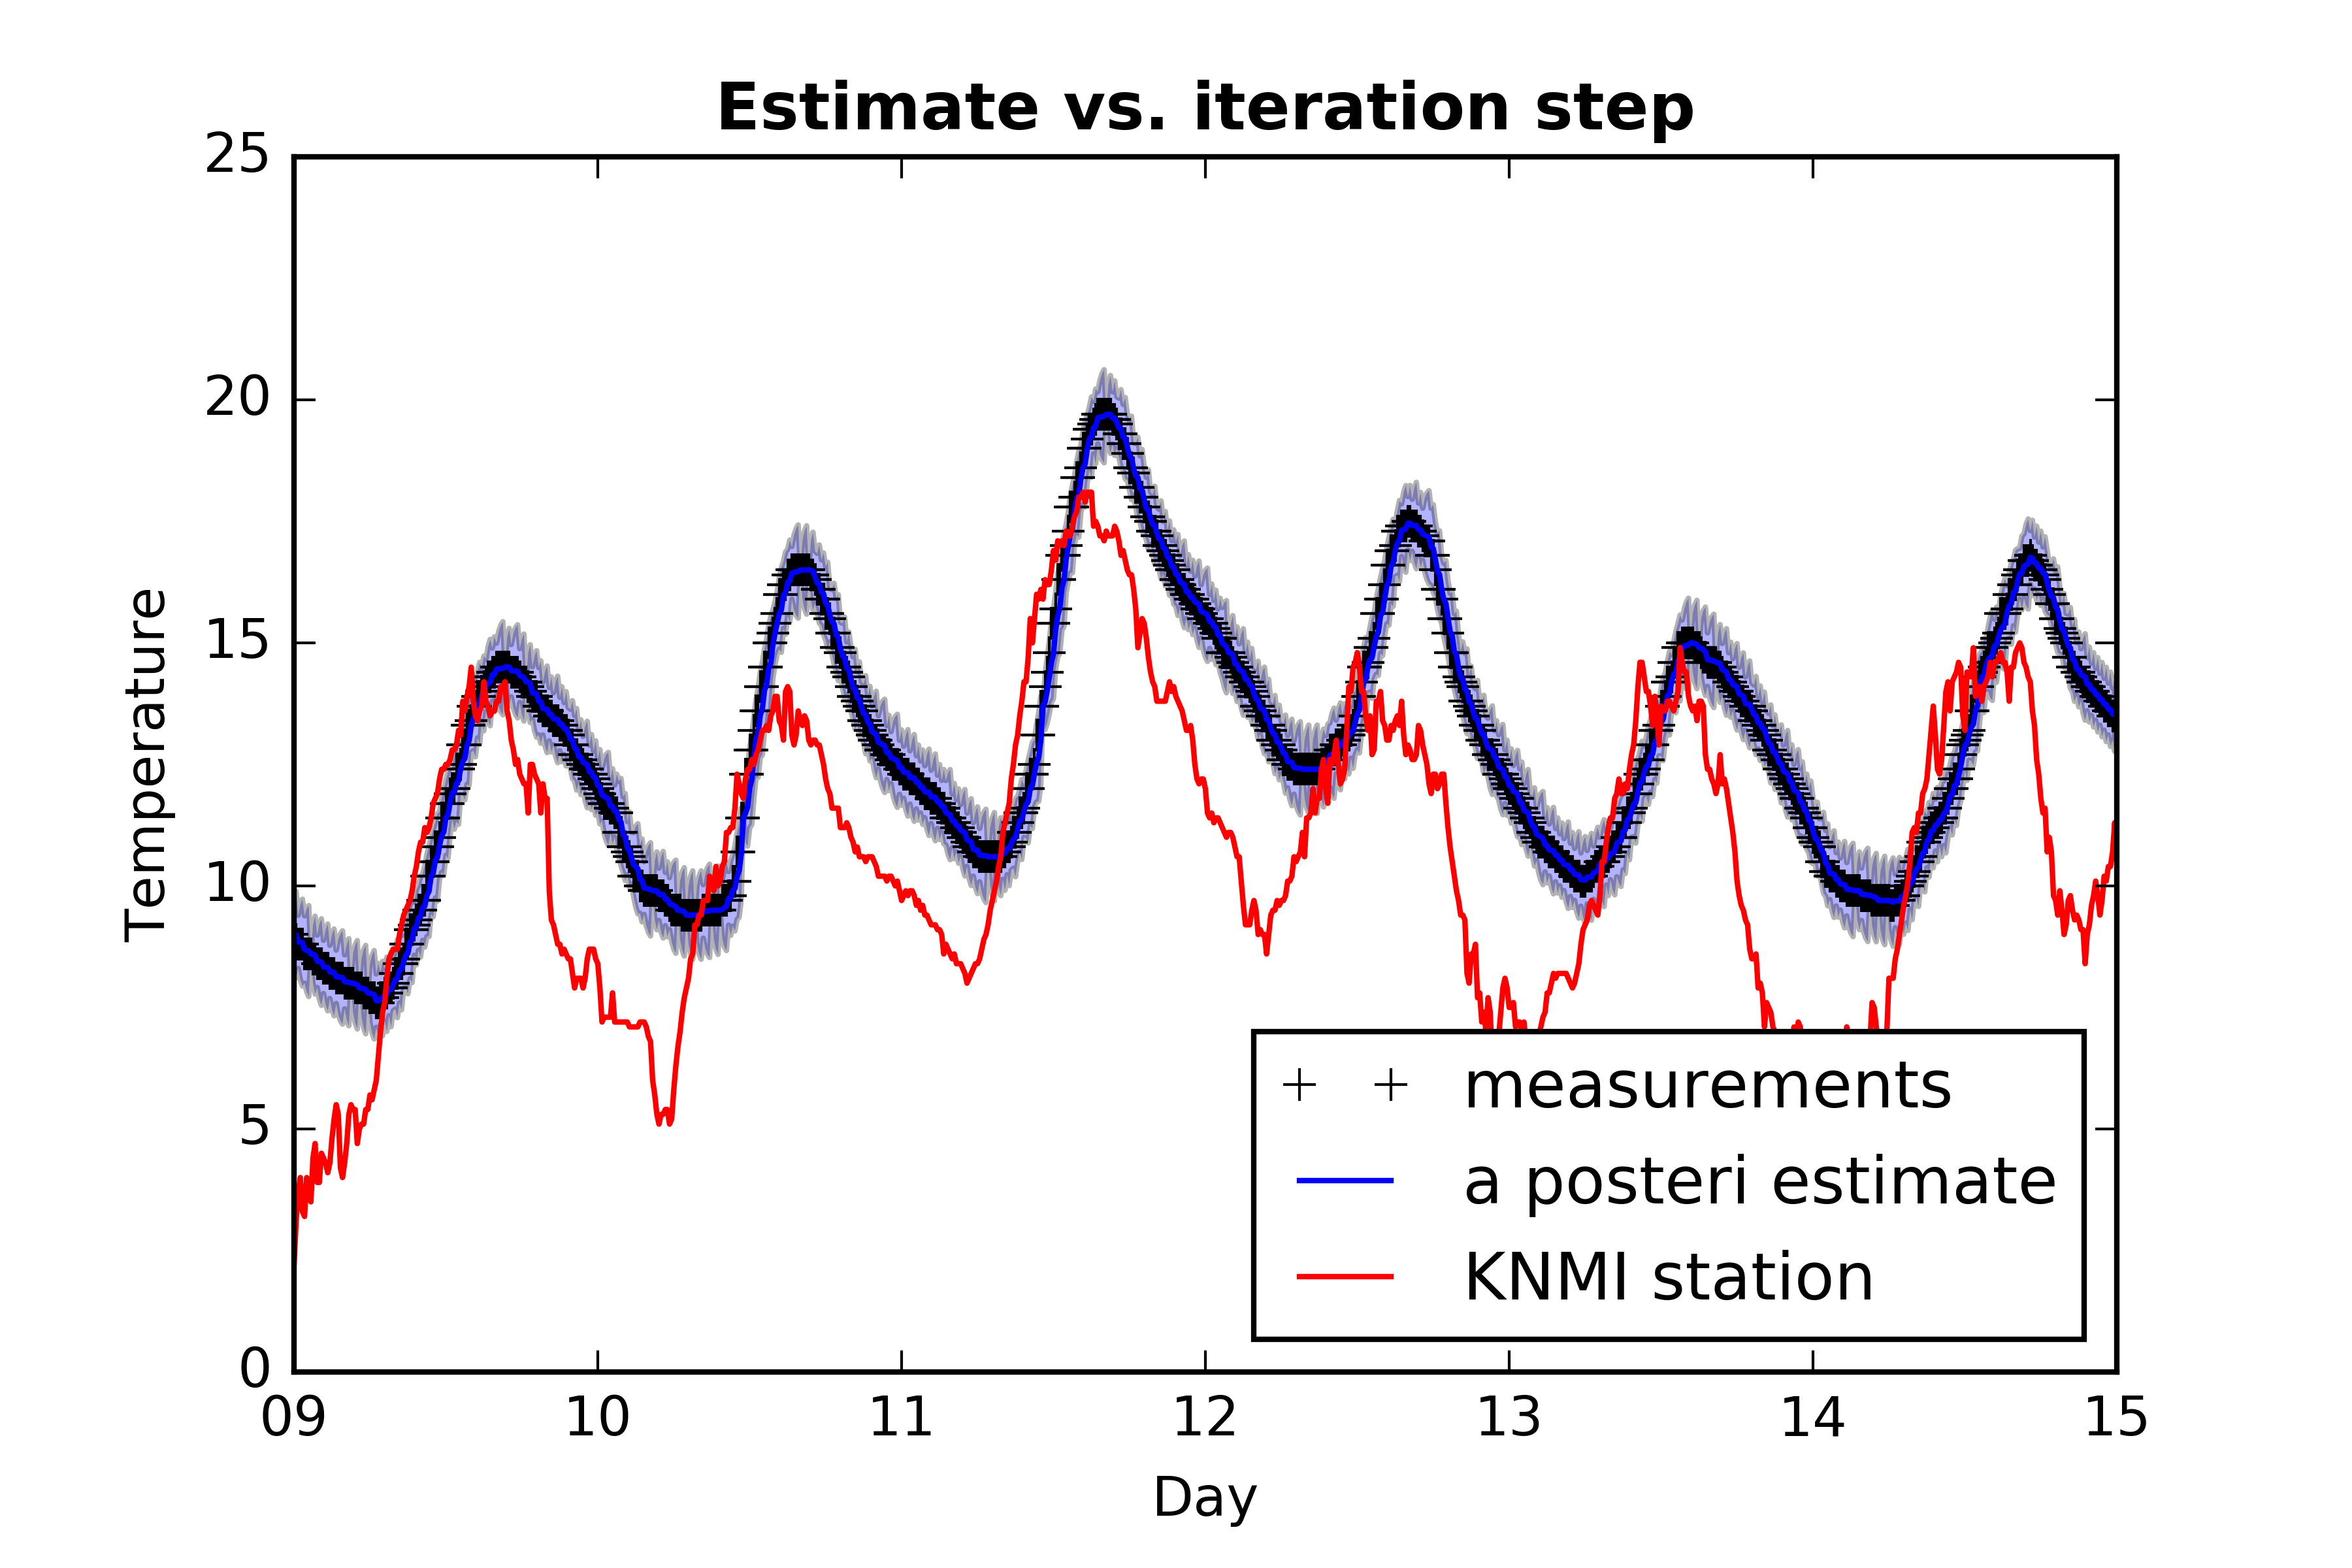 Estimate vs. iteration step
25
20
15
10
5
0
Temperature
measurements
a posteri estimate
KNMI station
09 10 11 12 13 14 15
Day